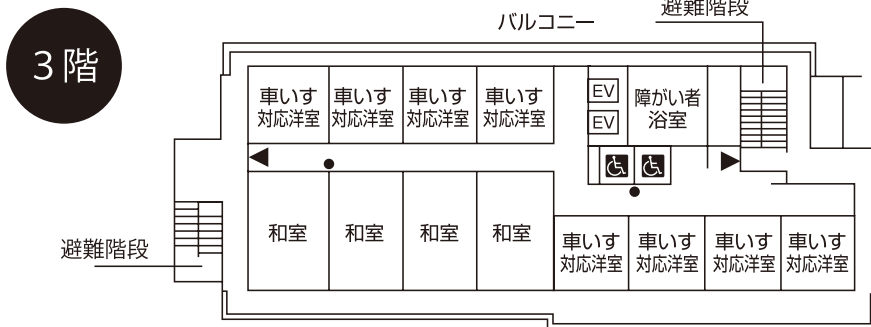 避難階段
バルコニー
3階
車いす
対応洋室
車いす
対応洋室
車いす
対応洋室
車いす
対応洋室
EV
EV
障がい者
浴室
和室
和室
和室
和室
避難階段
車いす
対応洋室
車いす
対応洋室
車いす
対応洋室
車いす
対応洋室